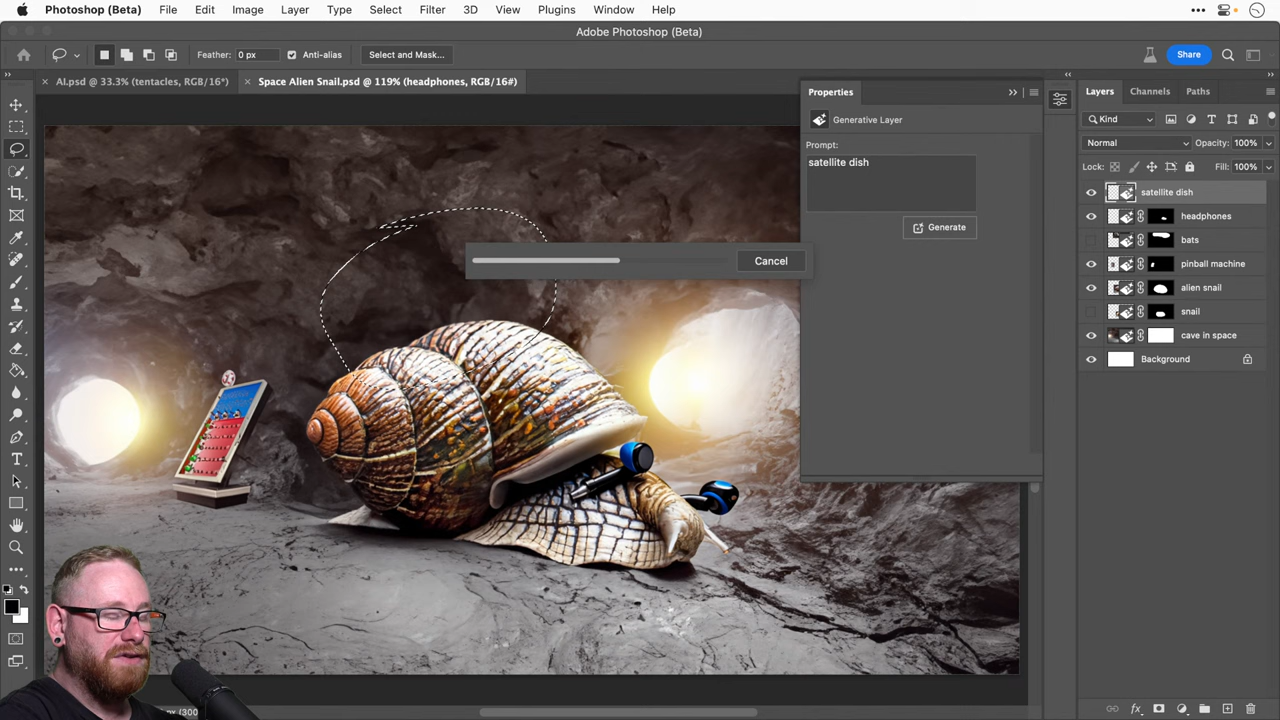 Photoshop (Beta) File Edit Image Layer Type Select Filter 3D View Plugins Window Help
Adobe Photoshop (Beta)
Feather: 0 px Anti-alias Select and Mask... Share
AI.psd @ 33.3% (tentacles, RGB/16*) Space Alien Snail.psd @ 119% (headphones, RGB/16#)
Properties
Generative Layer
Prompt:
satellite dish
Generate
Cancel
Layers Channels Paths
Kind
Normal Opacity: 100%
Lock: Fill: 100%
satellite dish
headphones
bats
pinball machine
alien snail
snail
cave in space
Background